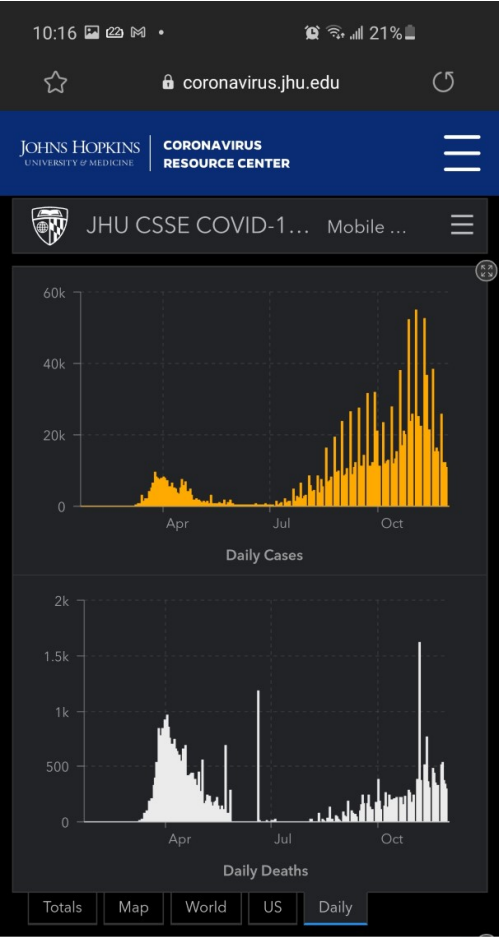 10:16 22 M • 21%
coronavirus.jhu.edu
JOHNS HOPKINS
UNIVERSITY & MEDICINE
CORONAVIRUS
RESOURCE CENTER
JHU CSSE COVID-1... Mobile ...
60k
40k
20k
0
Apr Jul Oct
Daily Cases
2k
1.5k
1k
500
0
Apr Jul Oct
Daily Deaths
Totals Map World US Daily